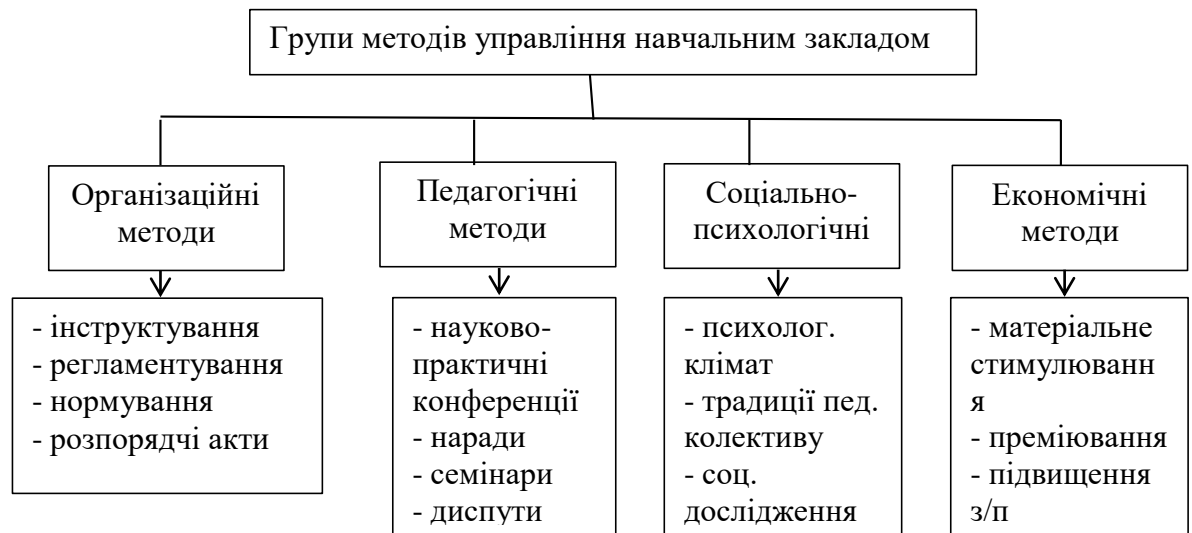 Групи методів управління навчальним закладом
Організаційні
методи
Педагогічні
методи
Соціально-
психологічні
Економічні
методи
- інструктування
- регламентування
- нормування
- розпорядчі акти
- науково-
практичні
конференції
- наради
- семінари
- диспути
- психолог.
клімат
- традиції пед.
колективу
- соц.
дослідження
- матеріальне
стимулюванн
я
- преміювання
- підвищення
з/п